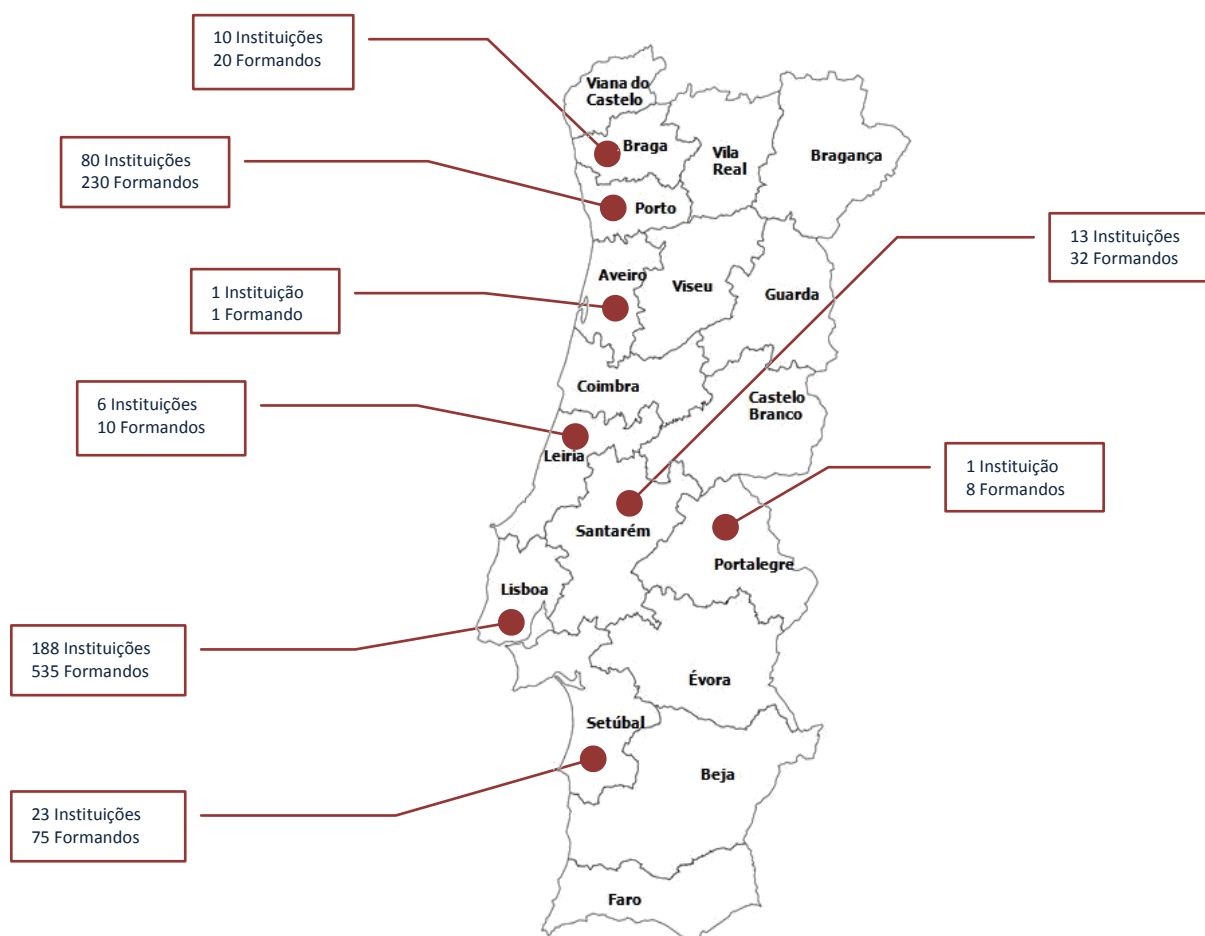 10 Instituições
20 Formandos
Viana do
Castelo
Braga
Vila
Real
Bragança
80 Instituições
230 Formandos
Porto
13 Instituições
32 Formandos
Aveiro
Viseu
Guarda
1 Instituição
1 Formando
Coimbra
Castelo
Branco
6 Instituições
10 Formandos
Leiria
1 Instituição
8 Formandos
Santarém
Portalegre
Lisboa
188 Instituições
535 Formandos
Évora
Setúbal
Beja
23 Instituições
75 Formandos
Faro